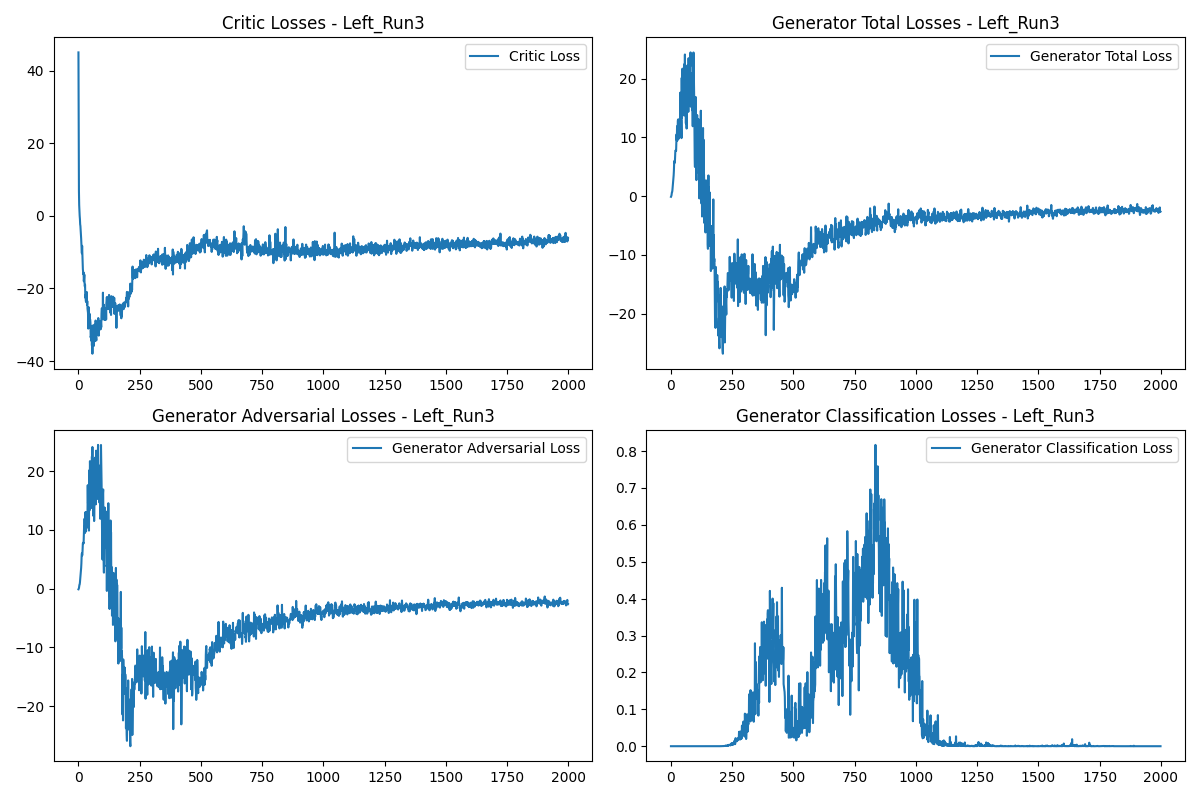 Critic Losses - Left_Run3
Critic Loss
40
20
0
−20
−40
0 250 500 750 1000 1250 1500 1750 2000
Generator Total Losses - Left_Run3
Generator Total Loss
20
10
0
−10
−20
0 250 500 750 1000 1250 1500 1750 2000
Generator Adversarial Losses - Left_Run3
Generator Adversarial Loss
20
10
0
−10
−20
0 250 500 750 1000 1250 1500 1750 2000
Generator Classification Losses - Left_Run3
Generator Classification Loss
0.8
0.7
0.6
0.5
0.4
0.3
0.2
0.1
0.0
0 250 500 750 1000 1250 1500 1750 2000